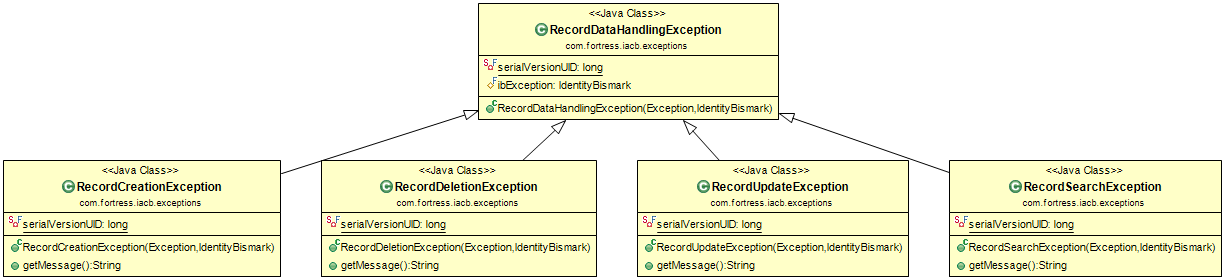 <<Java Class>>
RecordDataHandlingException
com.fortress.iacb.exceptions
serialVersionUID: long
ibException: IdentityBismark
RecordDataHandlingException(Exception,IdentityBismark)
<<Java Class>>
RecordCreationException
com.fortress.iacb.exceptions
serialVersionUID: long
RecordCreationException(Exception,IdentityBismark)
getMessage():String
<<Java Class>>
RecordDeletionException
com.fortress.iacb.exceptions
serialVersionUID: long
RecordDeletionException(Exception,IdentityBismark)
getMessage():String
<<Java Class>>
RecordUpdateException
com.fortress.iacb.exceptions
serialVersionUID: long
RecordUpdateException(Exception,IdentityBismark)
getMessage():String
<<Java Class>>
RecordSearchException
com.fortress.iacb.exceptions
serialVersionUID: long
RecordSearchException(Exception,IdentityBismark)
getMessage():String